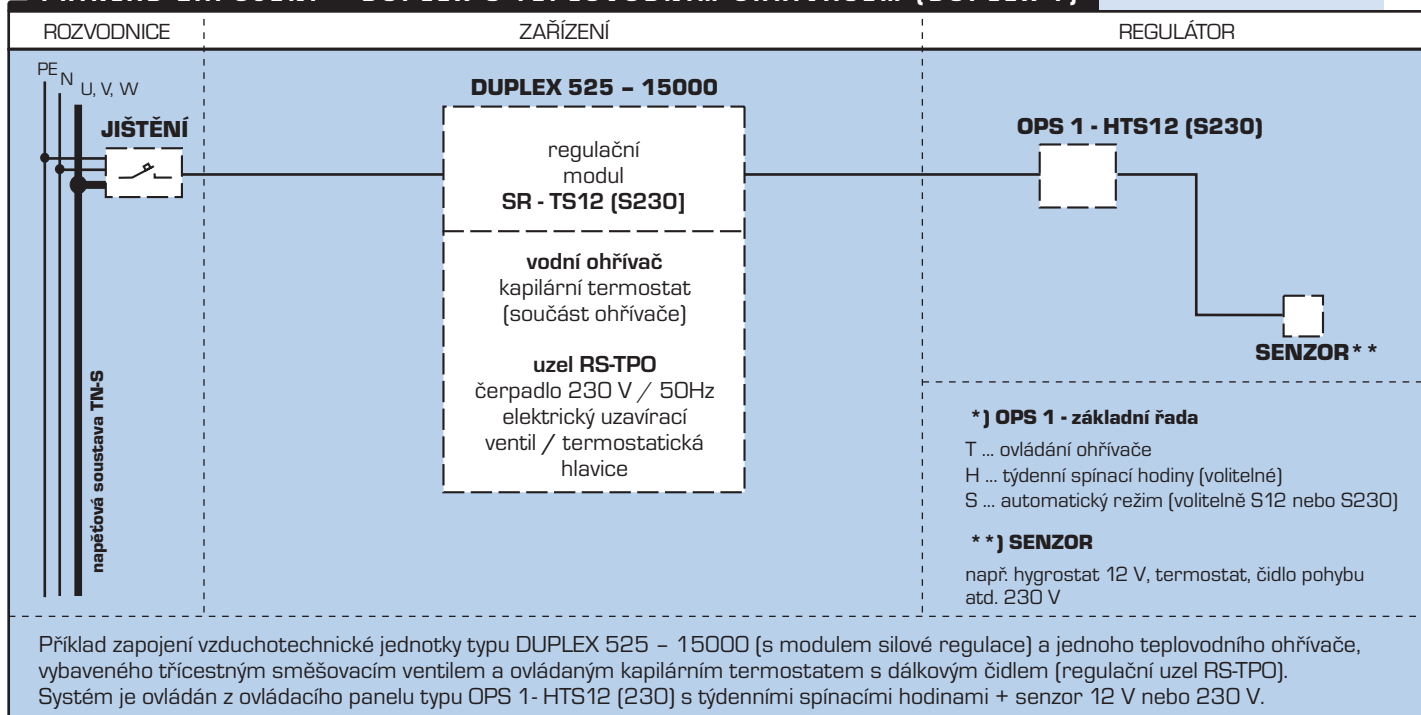 ROZVODNICE
ZAŘÍZENÍ
REGULÁTOR
PE
N
U, V, W
JIŠTĚNÍ
napěťová soustava TN-S
DUPLEX 525 – 15000
regulační
modul
SR - TS12 (S230)
vodní ohřívač
kapilární termostat
(součást ohřívače)
uzel RS-TPO
čerpadlo 230 V / 50Hz
elektrický uzavírací
ventil / termostatická
hlavice
OPS 1 - HTS12 (S230)
SENZOR**
*) OPS 1 - základní řada
T ... ovládání ohřívače
H ... týdenní spínací hodiny (volitelné)
S ... automatický režim (volitelně S12 nebo S230)
**) SENZOR
např. hygrostat 12 V, termostat, čidlo pohybu
atd. 230 V
Příklad zapojení vzduchotechnické jednotky typu DUPLEX 525 – 15000 (s modulem silové regulace) a jednoho teplovodního ohřívače,
vybaveného třícestným směšovacím ventilem a ovládaným kapilárním termostatem s dálkovým čidlem (regulační uzel RS-TPO).
Systém je ovládán z ovládacího panelu typu OPS 1- HTS12 (230) s týdenními spínacími hodinami + senzor 12 V nebo 230 V.